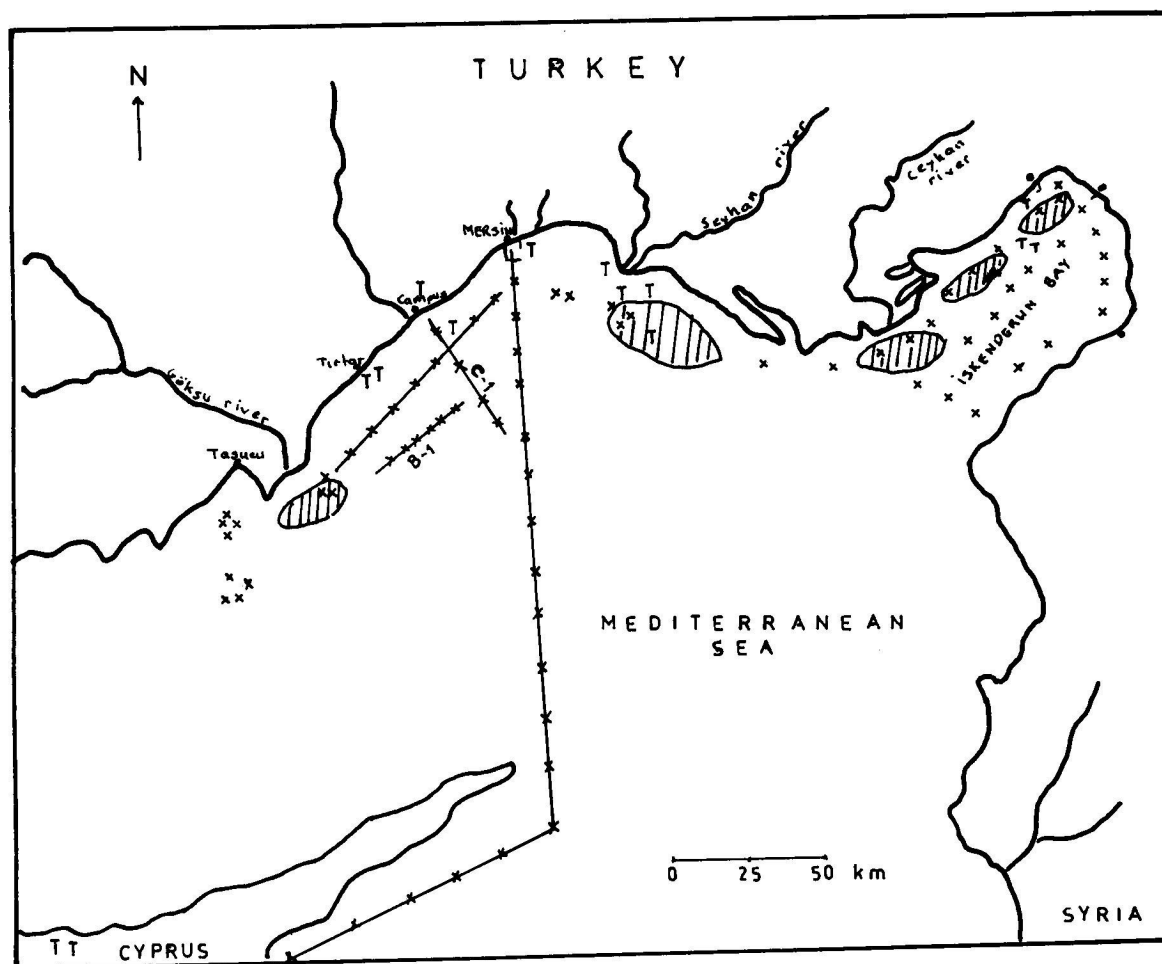 TURKEY
N
Seyhan river
Ceyhan river
MERSIN
T T
T
Campus
T
T T
T T
T
T
Tirtar
T T
C-1
B-1
Göksu river
Tasucu
İSKENDERUN BAY
MEDITERRANEAN
SEA
0 25 50 km
T T CYPRUS
SYRIA